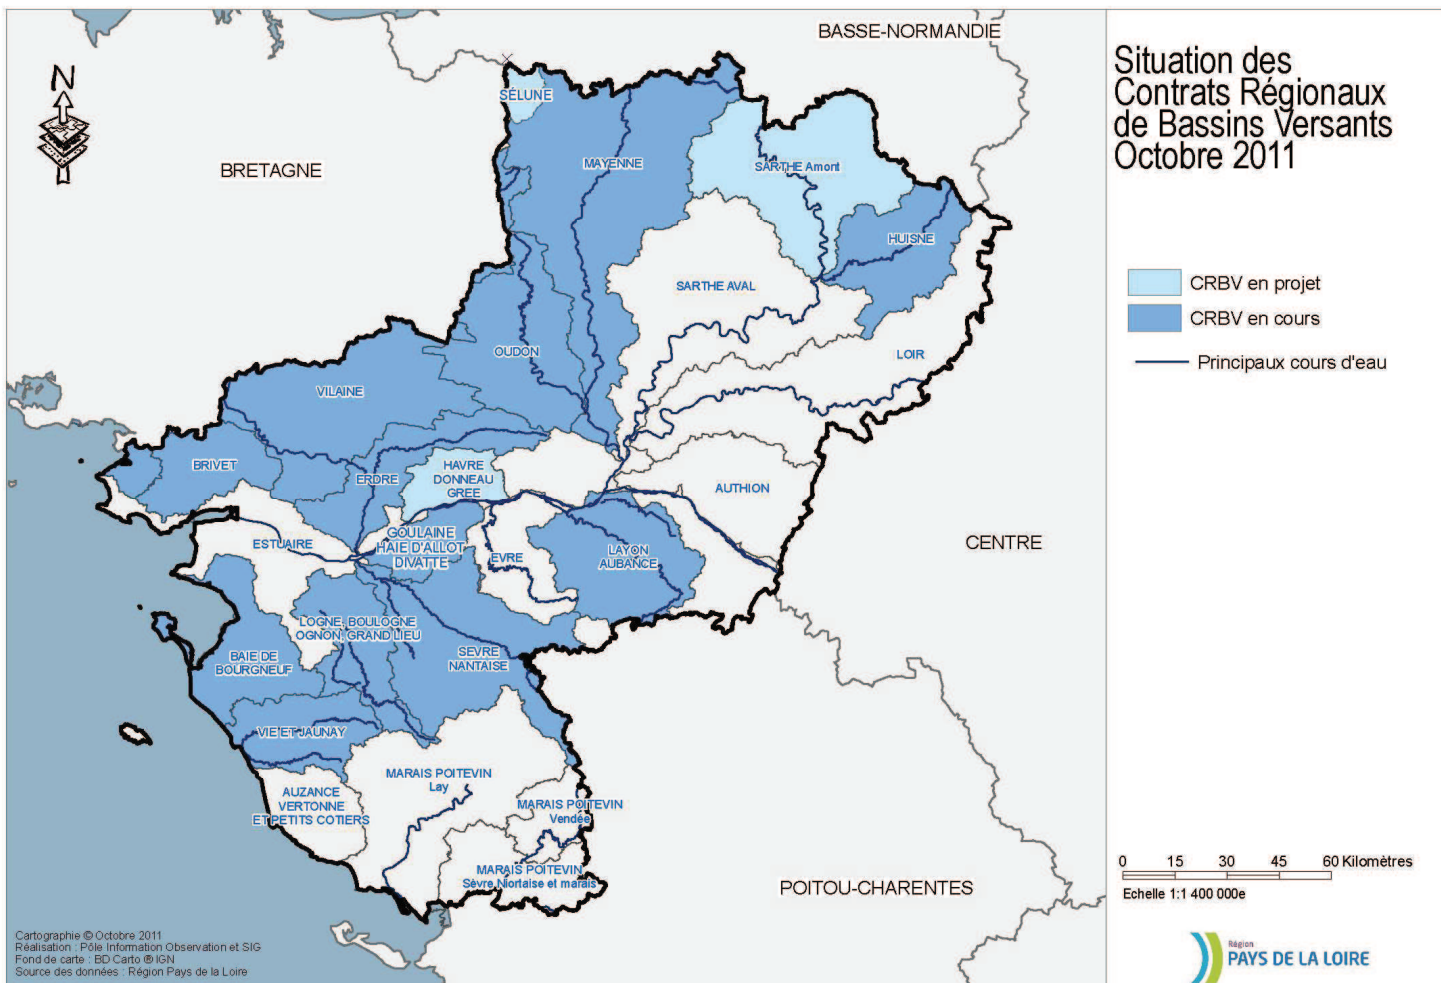 BASSE-NORMANDIE
Situation des
Contrats Régionaux
de Bassins Versants
Octobre 2011
N
SÉLUNE
BRETAGNE
MAYENNE
SARTHE Amont
HUISNE
SARTHE AVAL
CRBV en projet
CRBV en cours
Principaux cours d'eau
OUDON
LOIR
VILAINE
BRIVET
ERDRE
HAVRE
DONNEAU
GREE
AUTHION
ESTUAIRE
GOULAINE
HAIE D'ALLOT
DIVATTE
EVRE
LAYON
AUBANCE
CENTRE
LOGNE, BOULOGNE
OGNON, GRAND LIEU
BAIE DE
BOURGNEUF
SEVRE
NANTAISE
VIE ET JAUNAY
MARAIS POITEVIN
Lay
AUZANCE
VERTONNE
ET PETITS COTIERS
MARAIS POITEVIN
Vendée
MARAIS POITEVIN
Sèvre Niortaise et marais
POITOU-CHARENTES
0 15 30 45 60 Kilomètres
Echelle 1:1 400 000e
Cartographie © Octobre 2011
Réalisation : Pôle Information Observation et SIG
Fond de carte : BD Carto ® IGN
Source des données : Région Pays de la Loire
Région
PAYS DE LA LOIRE